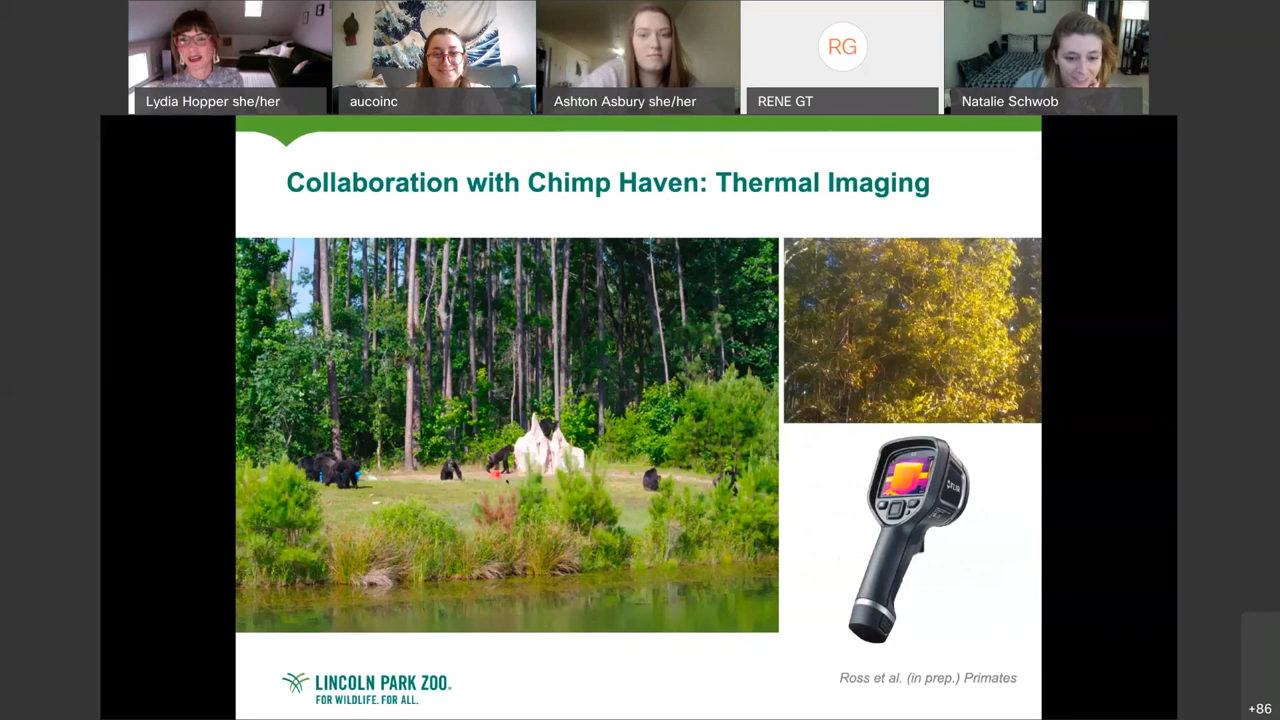 Lydia Hopper she/her
aucoinc
Ashton Asbury she/her
RG
RENE GT
Natalie Schwob
Collaboration with Chimp Haven: Thermal Imaging
LINCOLN PARK ZOO.
FOR WILDLIFE. FOR ALL.
Ross et al. (in prep.) Primates
+86